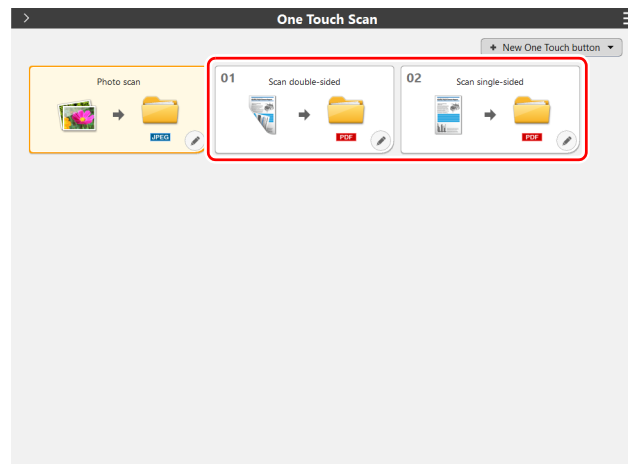 One Touch Scan
+ New One Touch button
Photo scan
JPEG
01 Scan double-sided
PDF
02 Scan single-sided
PDF